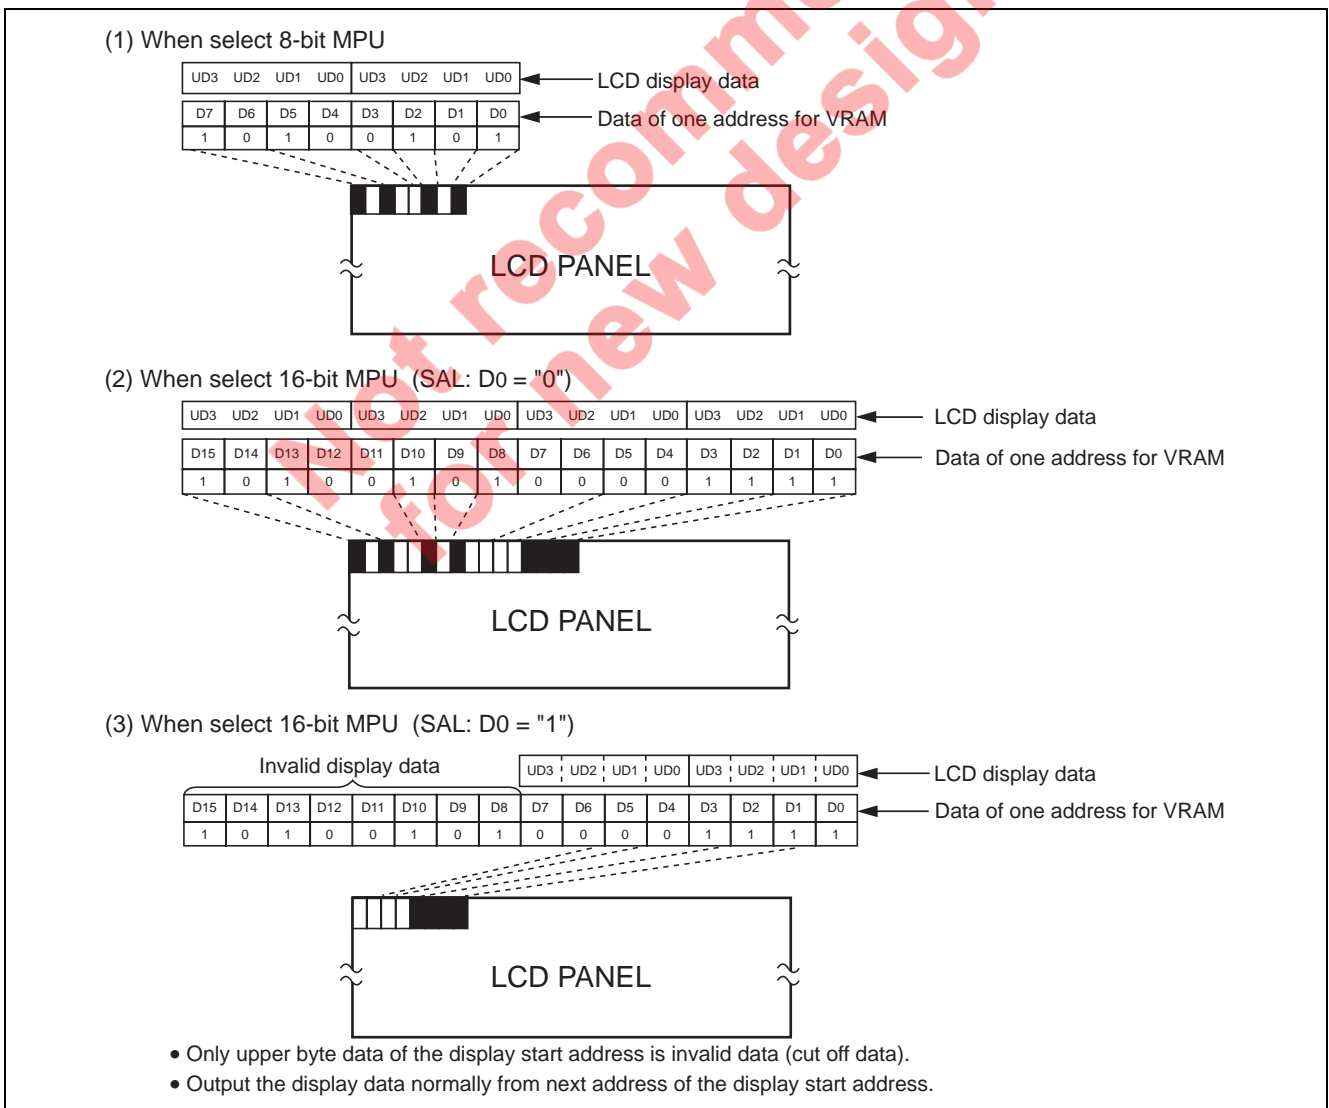 (1) When select 8-bit MPU
UD3 UD2 UD1 UD0 UD3 UD2 UD1 UD0 LCD display data
D7 D6 D5 D4 D3 D2 D1 D0 Data of one address for VRAM
1 0 1 0 0 1 0 1
LCD PANEL
(2) When select 16-bit MPU (SAL: D0 = "0")
UD3 UD2 UD1 UD0 UD3 UD2 UD1 UD0 UD3 UD2 UD1 UD0 UD3 UD2 UD1 UD0 LCD display data
D15 D14 D13 D12 D11 D10 D9 D8 D7 D6 D5 D4 D3 D2 D1 D0 Data of one address for VRAM
1 0 1 0 0 1 0 1 0 0 0 0 1 1 1 1
LCD PANEL
(3) When select 16-bit MPU (SAL: D0 = "1")
Invalid display data UD3 UD2 UD1 UD0 UD3 UD2 UD1 UD0 LCD display data
D15 D14 D13 D12 D11 D10 D9 D8 D7 D6 D5 D4 D3 D2 D1 D0 Data of one address for VRAM
1 0 1 0 0 1 0 1 0 0 0 0 1 1 1 1
LCD PANEL
• Only upper byte data of the display start address is invalid data (cut off data).
• Output the display data normally from next address of the display start address.
Not recomme
for new design